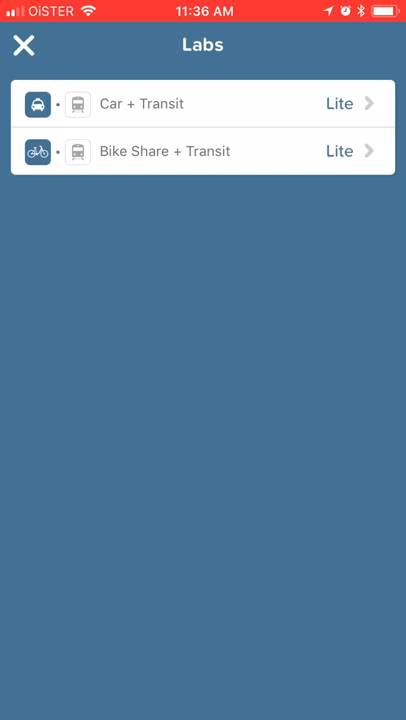 OiSTER
11:36 AM
Labs
Car + Transit
Lite
Bike Share + Transit
Lite